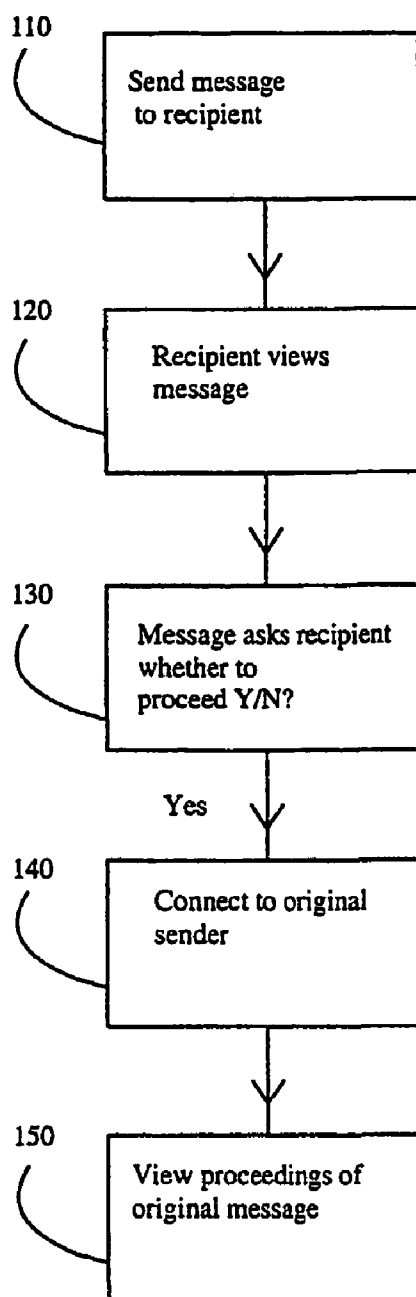 110
Send message
to recipient
120
Recipient views
message
130
Message asks recipient
whether to
proceed Y/N?
Yes
140
Connect to original
sender
150
View proceedings of
original message